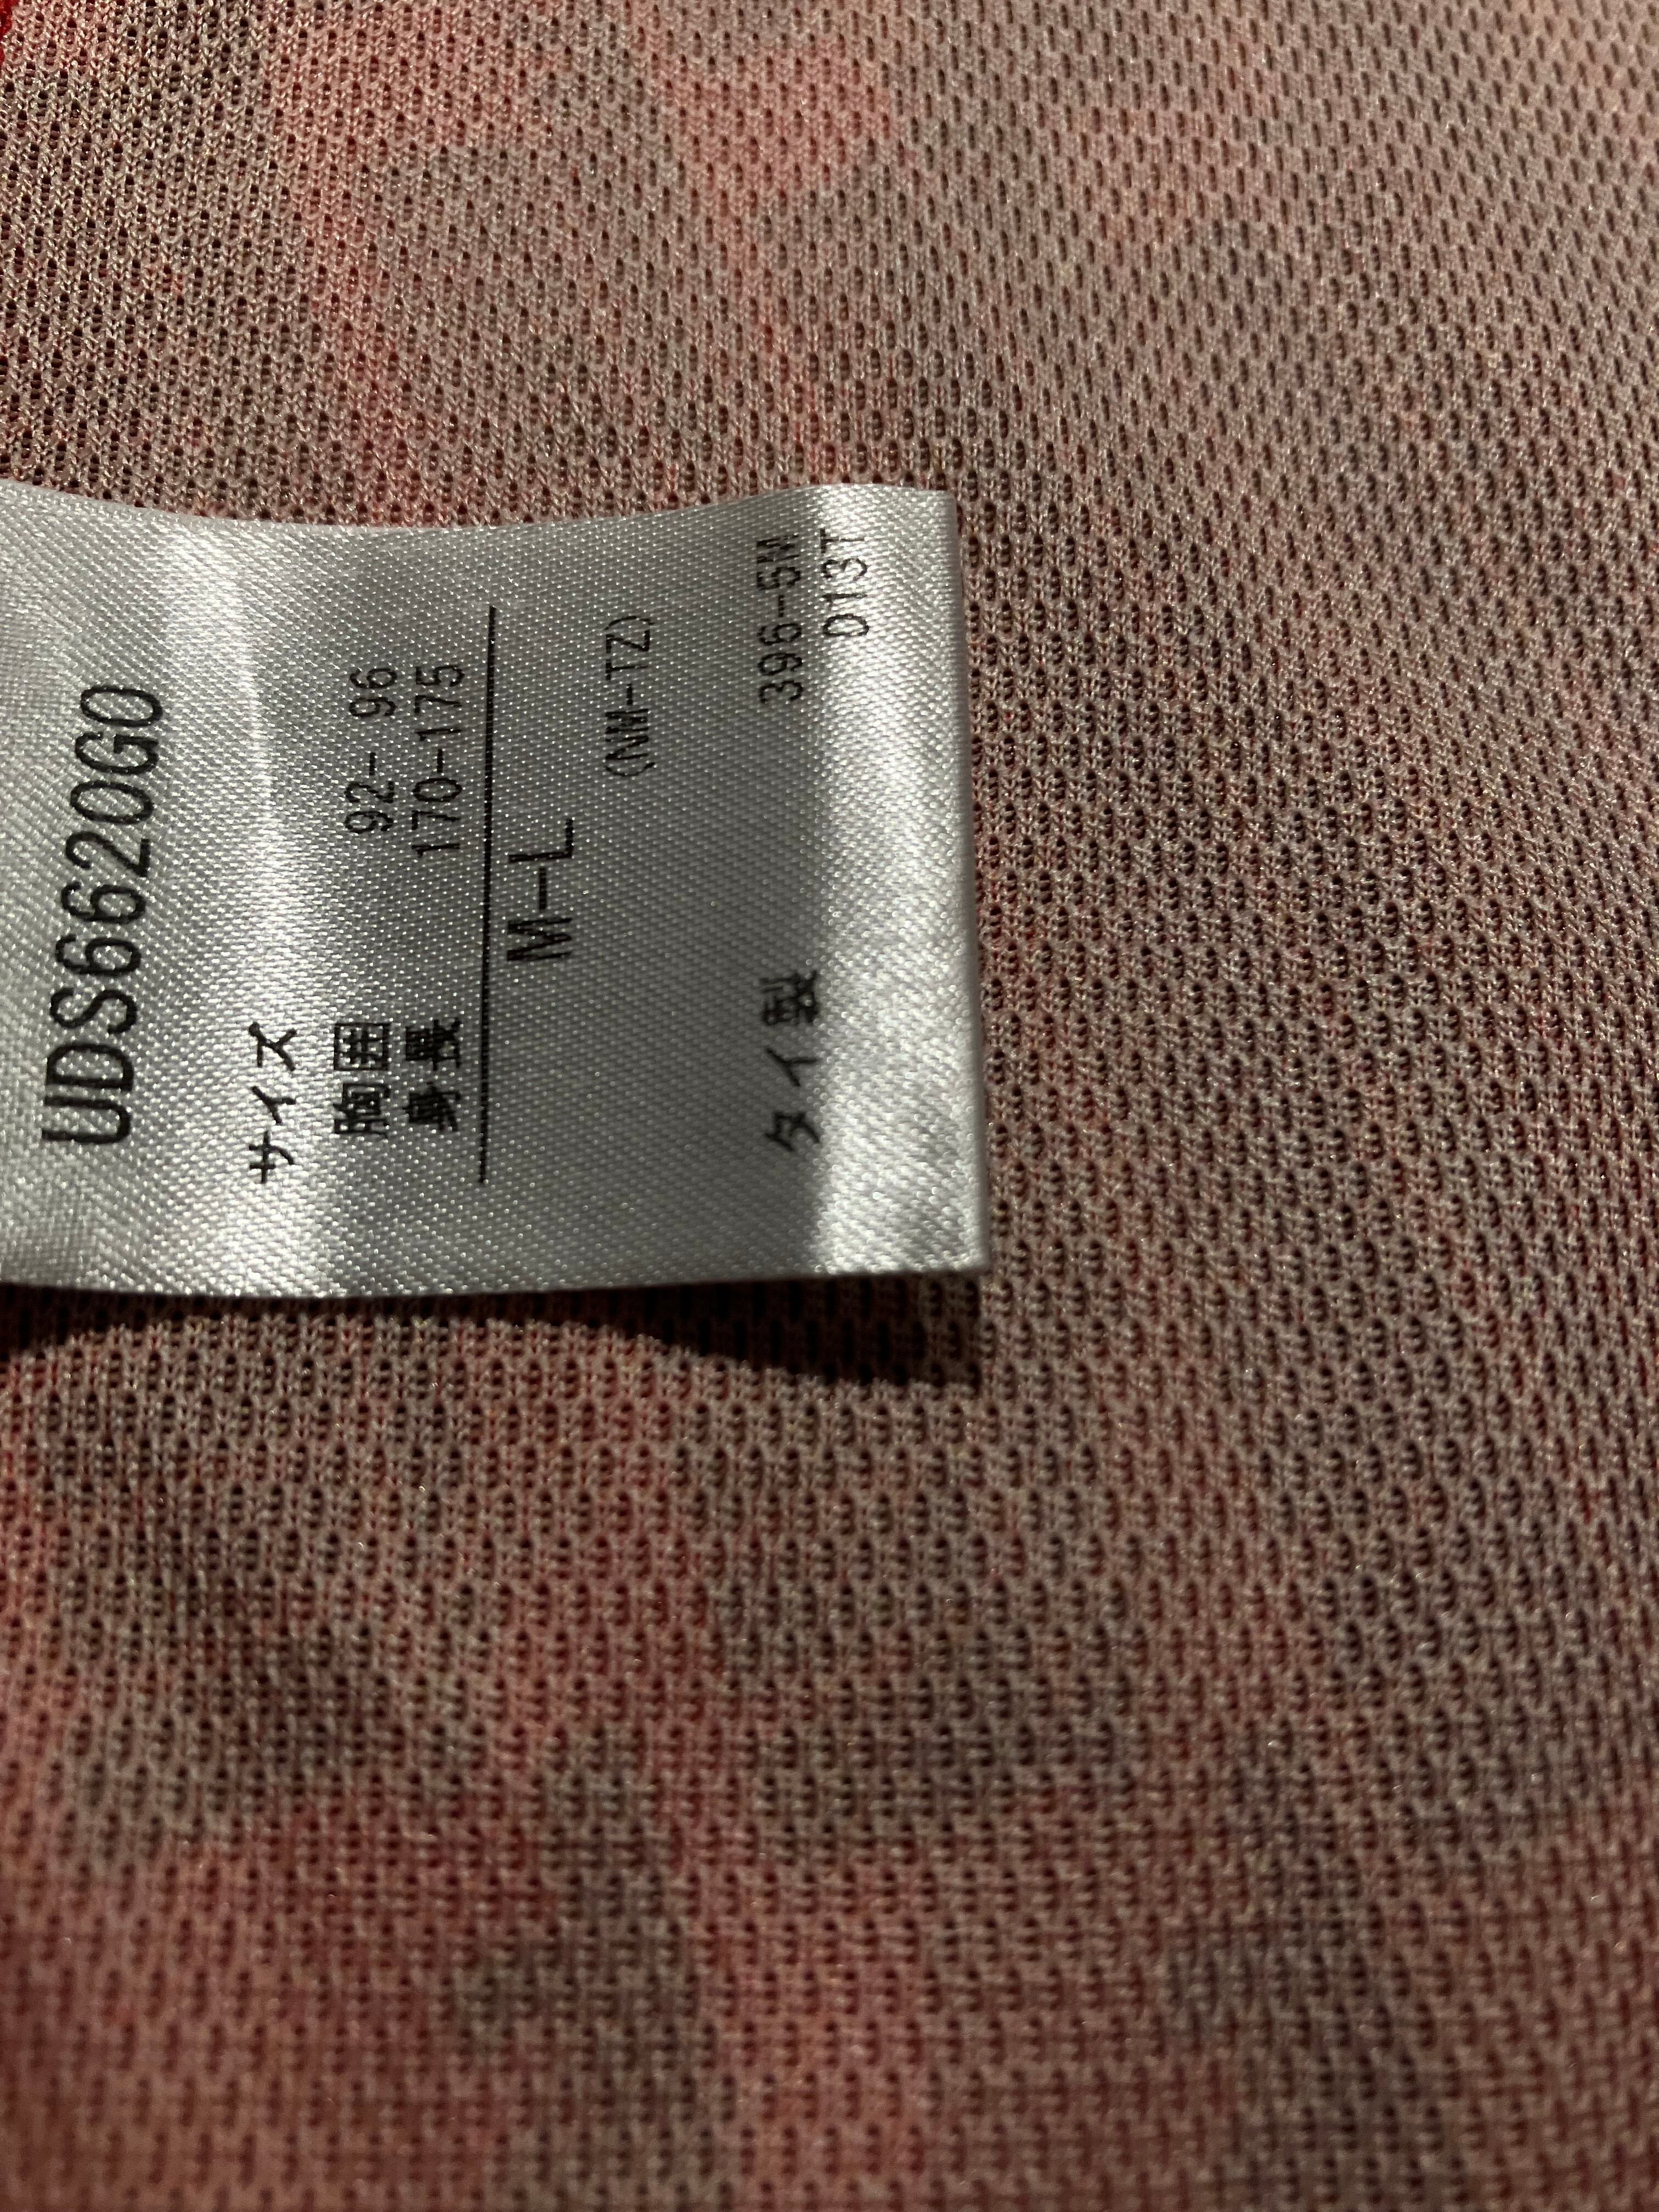 UDS6620G0
サイズ
胸囲 92- 96
身長 170-175
M-L
(NM-TZ)
タイ製 396-5W
D13T